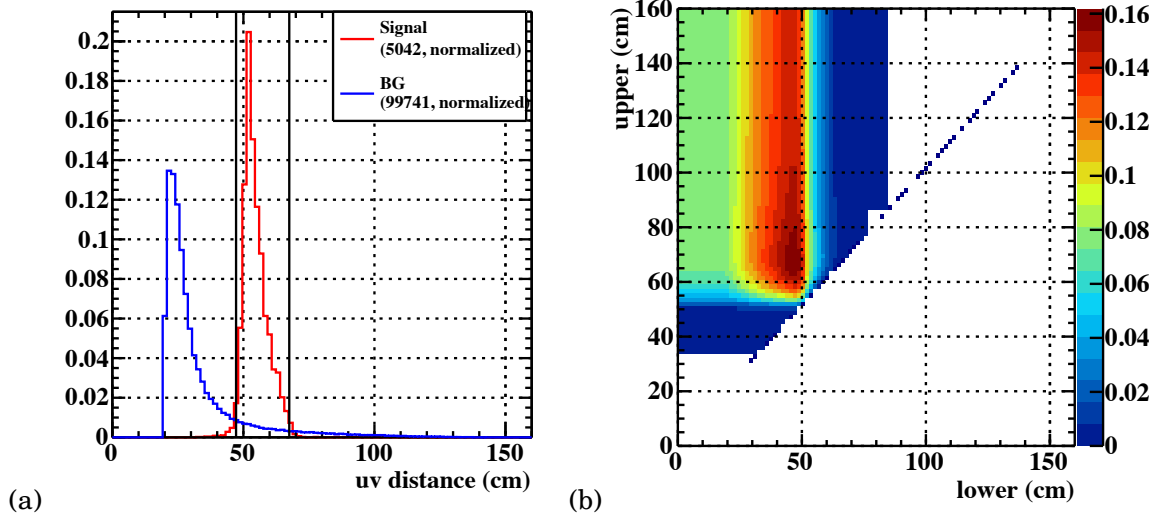 Signal
(5042, normalized)
BG
(99741, normalized)
0.2
0.18
0.16
0.14
0.12
0.1
0.08
0.06
0.04
0.02
0
0 50 100 150
uv distance (cm)
(a)
upper (cm)
160
140
120
100
80
60
40
20
0
0 50 100 150
lower (cm)
0.16
0.14
0.12
0.1
0.08
0.06
0.04
0.02
0
(b)